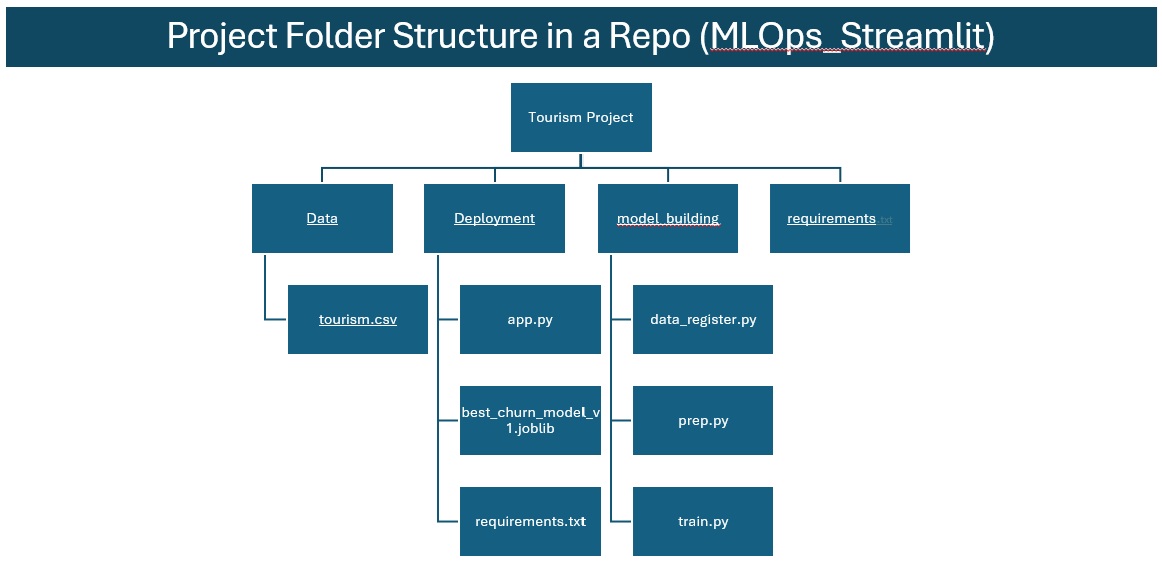 Project Folder Structure in a Repo (MLOps_Streamlit)
Tourism Project
Data
Deployment
model_building
requirements.txt
tourism.csv
app.py
data_register.py
best_churn_model_v
1.joblib
prep.py
requirements.txt
train.py